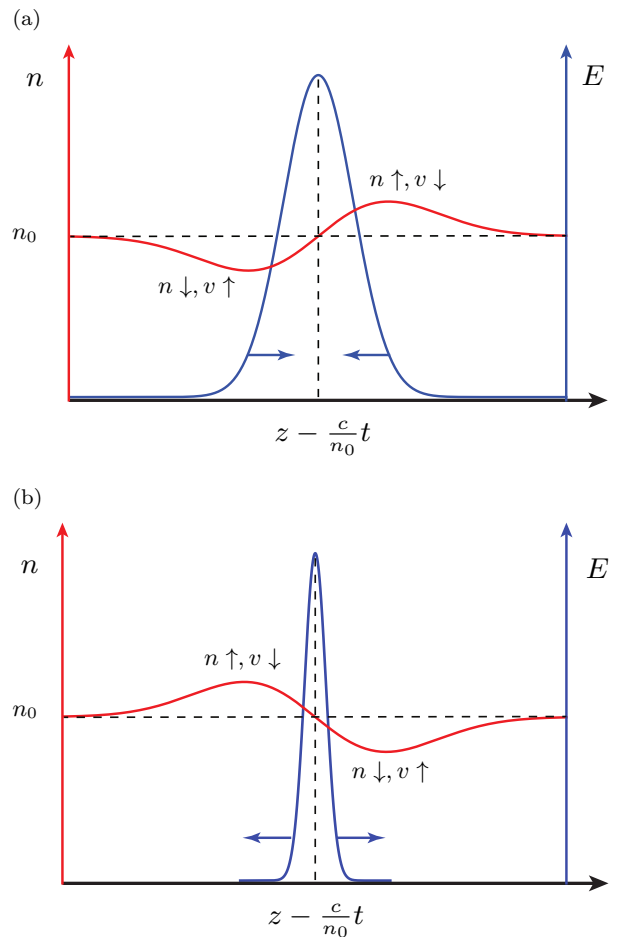 (a)
n
E
n ↑, v ↓
n₀
n ↓, v ↑
z − c/n₀ t
(b)
n
E
n ↑, v ↓
n₀
n ↓, v ↑
z − c/n₀ t